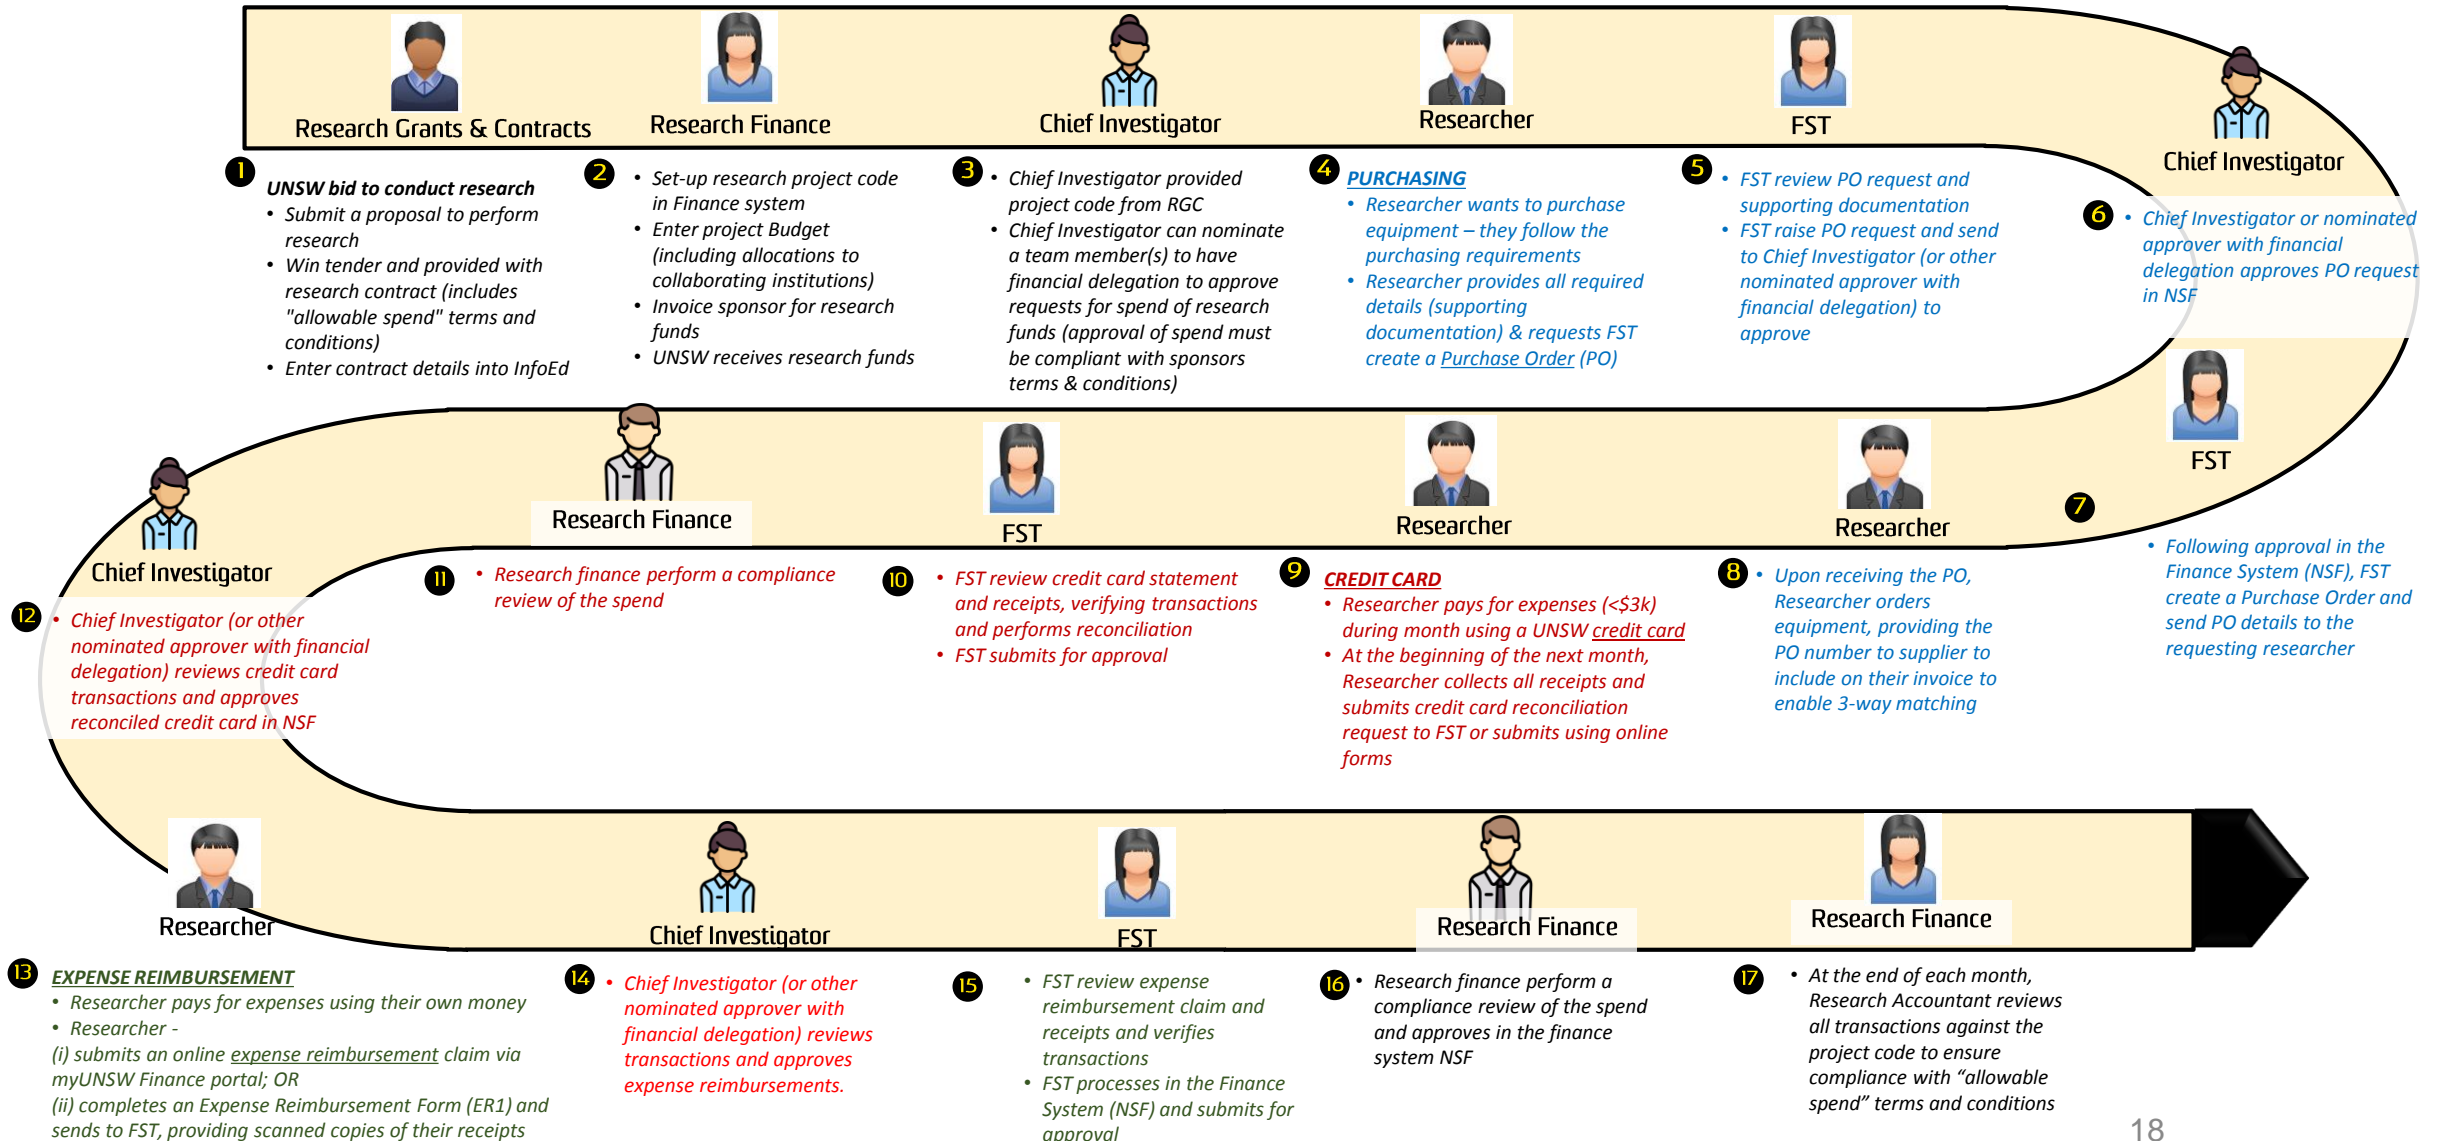 Research Grants & Contracts
Research Finance
Chief Investigator
Researcher
FST
Chief Investigator
1
UNSW bid to conduct research
• Submit a proposal to perform
research
• Win tender and provided with
research contract (includes
"allowable spend" terms and
conditions)
• Enter contract details into InfoEd
2
• Set-up research project code
in Finance system
• Enter project Budget
(including allocations to
collaborating institutions)
• Invoice sponsor for research
funds
• UNSW receives research funds
3
• Chief Investigator provided
project code from RGC
• Chief Investigator can nominate
a team member(s) to have
financial delegation to approve
requests for spend of research
funds (approval of spend must
be compliant with sponsors
terms & conditions)
4
PURCHASING
• Researcher wants to purchase
equipment – they follow the
purchasing requirements
• Researcher provides all required
details (supporting
documentation) & requests FST
create a Purchase Order (PO)
5
• FST review PO request and
supporting documentation
• FST raise PO request and send
to Chief Investigator (or other
nominated approver with
financial delegation) to
approve
6
• Chief Investigator or nominated
approver with financial
delegation approves PO request
in NSF
FST
7
• Following approval in the
Finance System (NSF), FST
create a Purchase Order and
send PO details to the
requesting researcher
Researcher
8
• Upon receiving the PO,
Researcher orders
equipment, providing the
PO number to supplier to
include on their invoice to
enable 3-way matching
Researcher
9
CREDIT CARD
• Researcher pays for expenses (<$3k)
during month using a UNSW credit card
• At the beginning of the next month,
Researcher collects all receipts and
submits credit card reconciliation
request to FST or submits using online
forms
FST
10
• FST review credit card statement
and receipts, verifying transactions
and performs reconciliation
• FST submits for approval
Research Finance
11
• Research finance perform a compliance
review of the spend
Chief Investigator
12
• Chief Investigator (or other
nominated approver with financial
delegation) reviews credit card
transactions and approves
reconciled credit card in NSF
Researcher
13
EXPENSE REIMBURSEMENT
• Researcher pays for expenses using their own money
• Researcher -
(i) submits an online expense reimbursement claim via
myUNSW Finance portal; OR
(ii) completes an Expense Reimbursement Form (ER1) and
sends to FST, providing scanned copies of their receipts
Chief Investigator
14
• Chief Investigator (or other
nominated approver with
financial delegation) reviews
transactions and approves
expense reimbursements.
FST
15
• FST review expense
reimbursement claim and
receipts and verifies
transactions
• FST processes in the Finance
System (NSF) and submits for
approval
Research Finance
16
• Research finance perform a
compliance review of the spend
and approves in the finance
system NSF
Research Finance
17
• At the end of each month,
Research Accountant reviews
all transactions against the
project code to ensure
compliance with “allowable
spend” terms and conditions
18